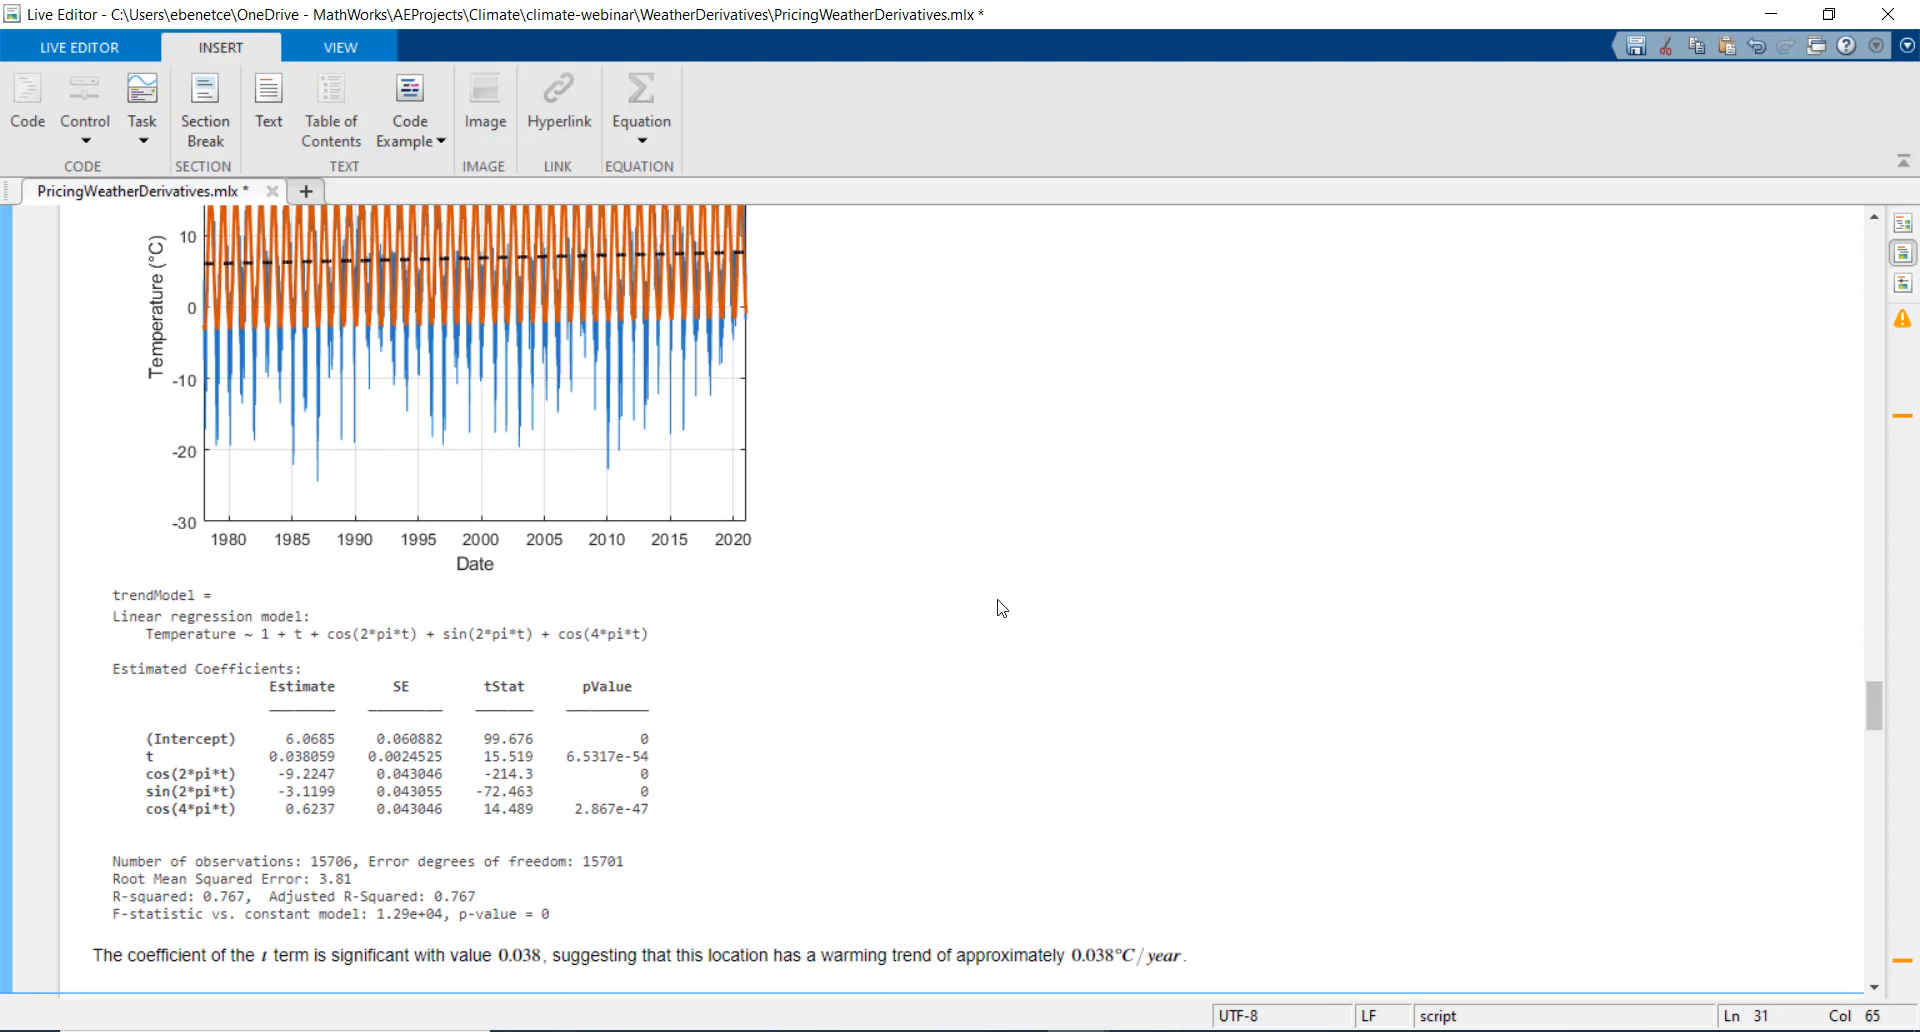 Live Editor - C:\Users\ebenetce\OneDrive - MathWorks\AEProjects\Climate\climate-webinar\WeatherDerivatives\PricingWeatherDerivatives.mlx *
LIVE EDITOR INSERT VIEW
Code Control Task Section Break Text Table of Contents Code Example Image Hyperlink Equation
CODE SECTION TEXT IMAGE LINK EQUATION
PricingWeatherDerivatives.mlx *
Temperature (°C)
10
0
-10
-20
-30
1980 1985 1990 1995 2000 2005 2010 2015 2020
Date
trendModel =
Linear regression model:
Temperature ~ 1 + t + cos(2*pi*t) + sin(2*pi*t) + cos(4*pi*t)
Estimated Coefficients:
Estimate SE tStat pValue
(Intercept) 6.0685 0.060882 99.676 0
t 0.038059 0.0024525 15.519 6.5317e-54
cos(2*pi*t) -9.2247 0.043046 -214.3 0
sin(2*pi*t) -3.1199 0.043055 -72.463 0
cos(4*pi*t) 0.6237 0.043046 14.489 2.867e-47
Number of observations: 15706, Error degrees of freedom: 15701
Root Mean Squared Error: 3.81
R-squared: 0.767, Adjusted R-Squared: 0.767
F-statistic vs. constant model: 1.29e+04, p-value = 0
The coefficient of the t term is significant with value 0.038, suggesting that this location has a warming trend of approximately 0.038°C / year.
UTF-8 LF script Ln 31 Col 65